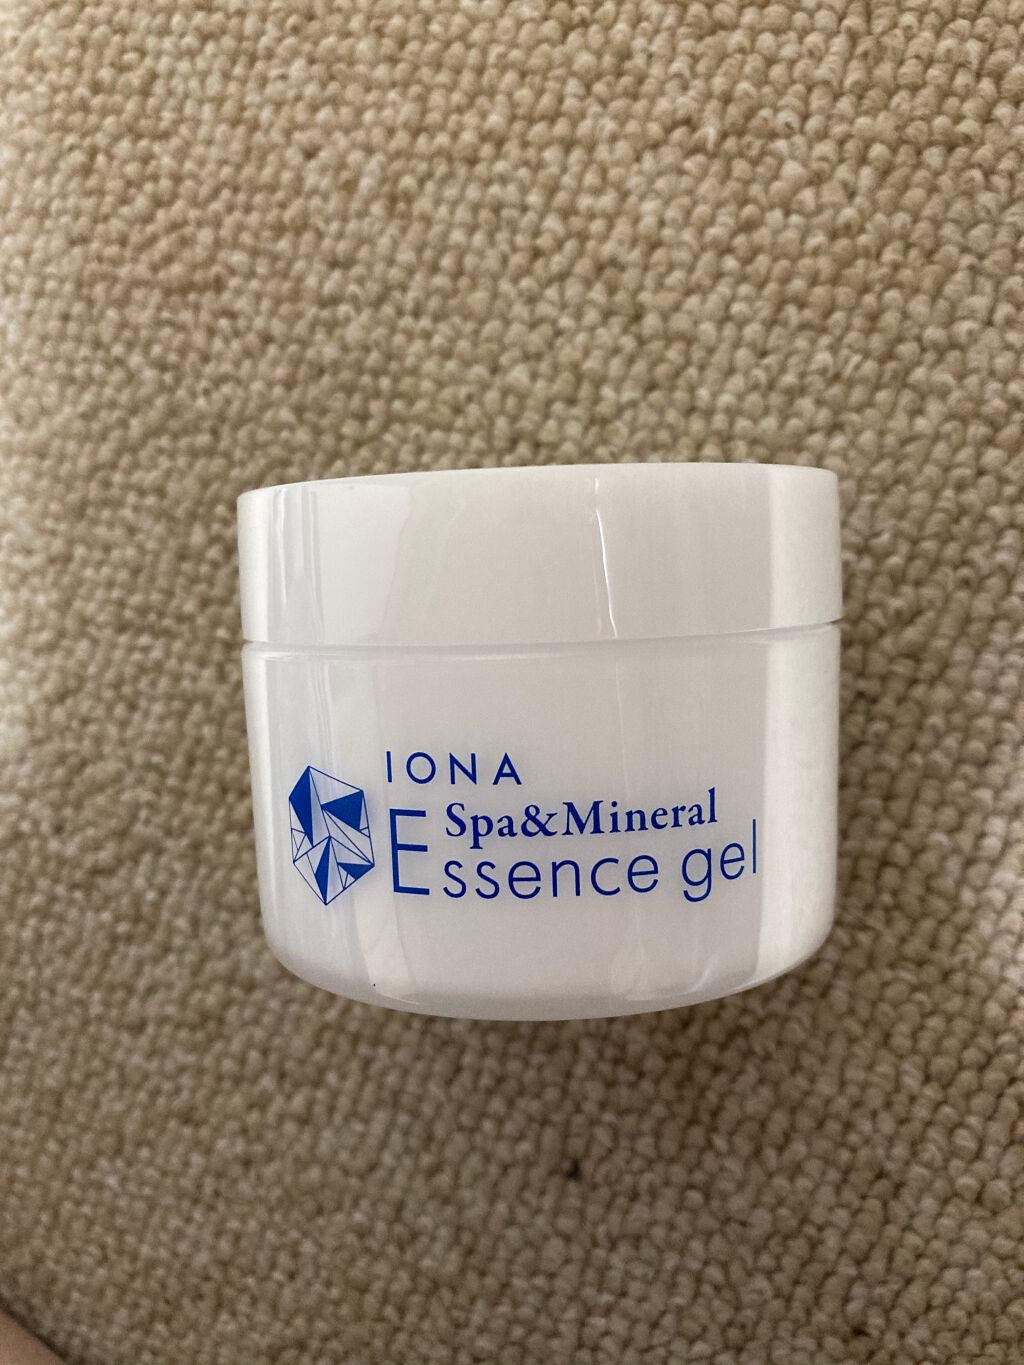 IONA
Spa&Mineral
Essence gel